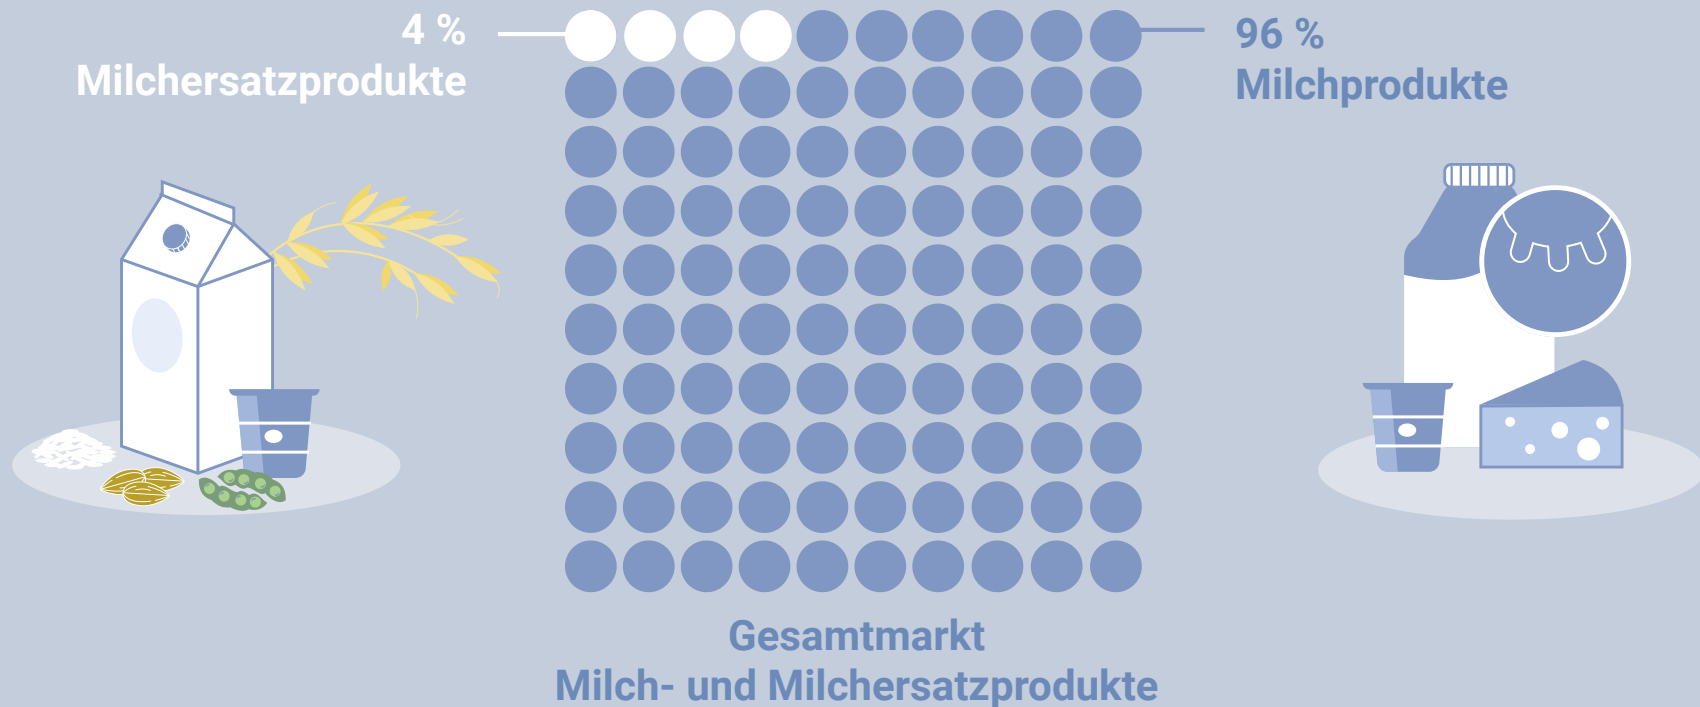 4 %
Milchersatzprodukte
96 %
Milchprodukte
Gesamtmarkt
Milch- und Milchersatzprodukte